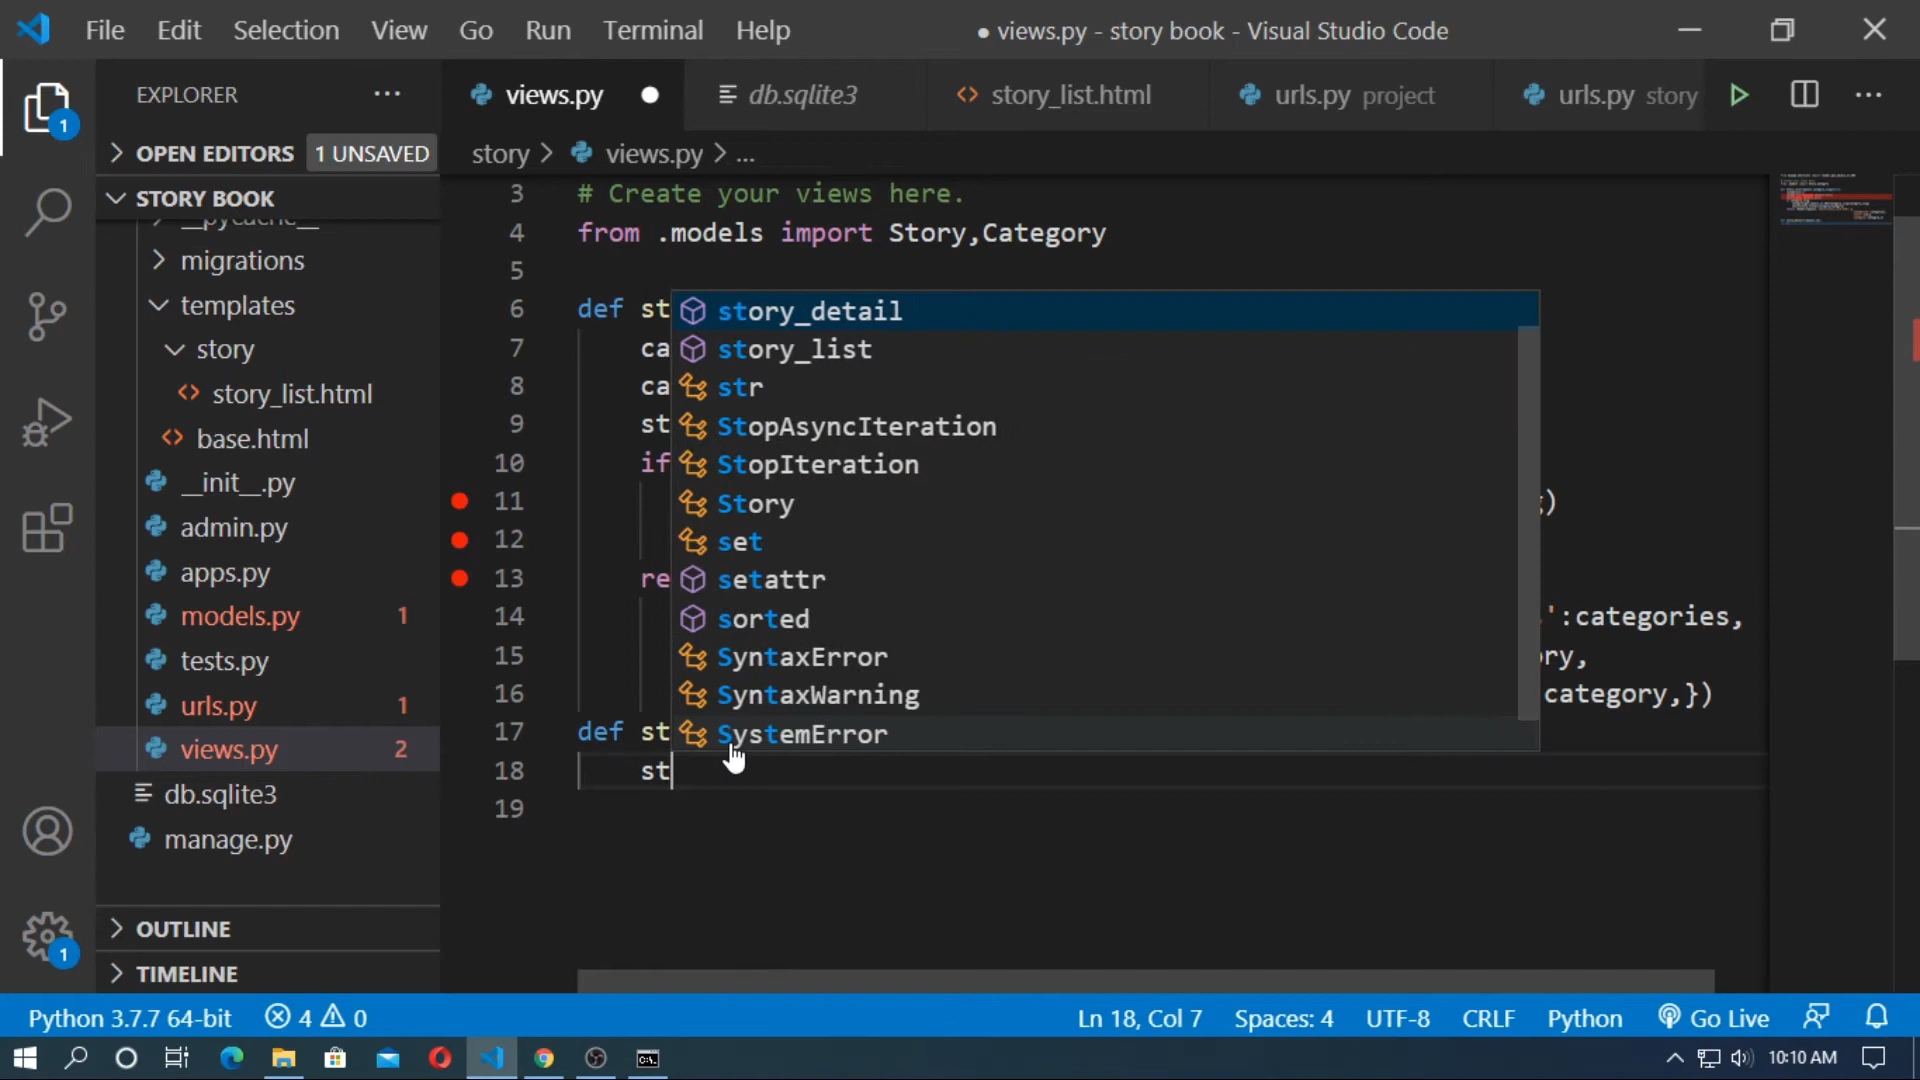 File Edit Selection View Go Run Terminal Help ● views.py - story book - Visual Studio Code
EXPLORER ···
views.py db.sqlite3 story_list.html urls.py project urls.py story ···
OPEN EDITORS 1 UNSAVED
story > views.py > ...
STORY BOOK
__pycache__
migrations
templates
story
story_list.html
base.html
__init__.py
admin.py
apps.py
models.py 1
tests.py
urls.py 1
views.py 2
db.sqlite3
manage.py
OUTLINE
TIMELINE
1
1
3 # Create your views here.
4 from .models import Story,Category
5
6 def st
7 ca
8 ca
9 st
10 if
11 )
12
13 re
14 ':categories,
15 ry,
16 category,})
17 def st
18 st
19
story_detail
story_list
str
StopAsyncIteration
StopIteration
Story
set
setattr
sorted
SyntaxError
SyntaxWarning
SystemError
Python 3.7.7 64-bit 4 0 Ln 18, Col 7 Spaces: 4 UTF-8 CRLF Python Go Live
10:10 AM